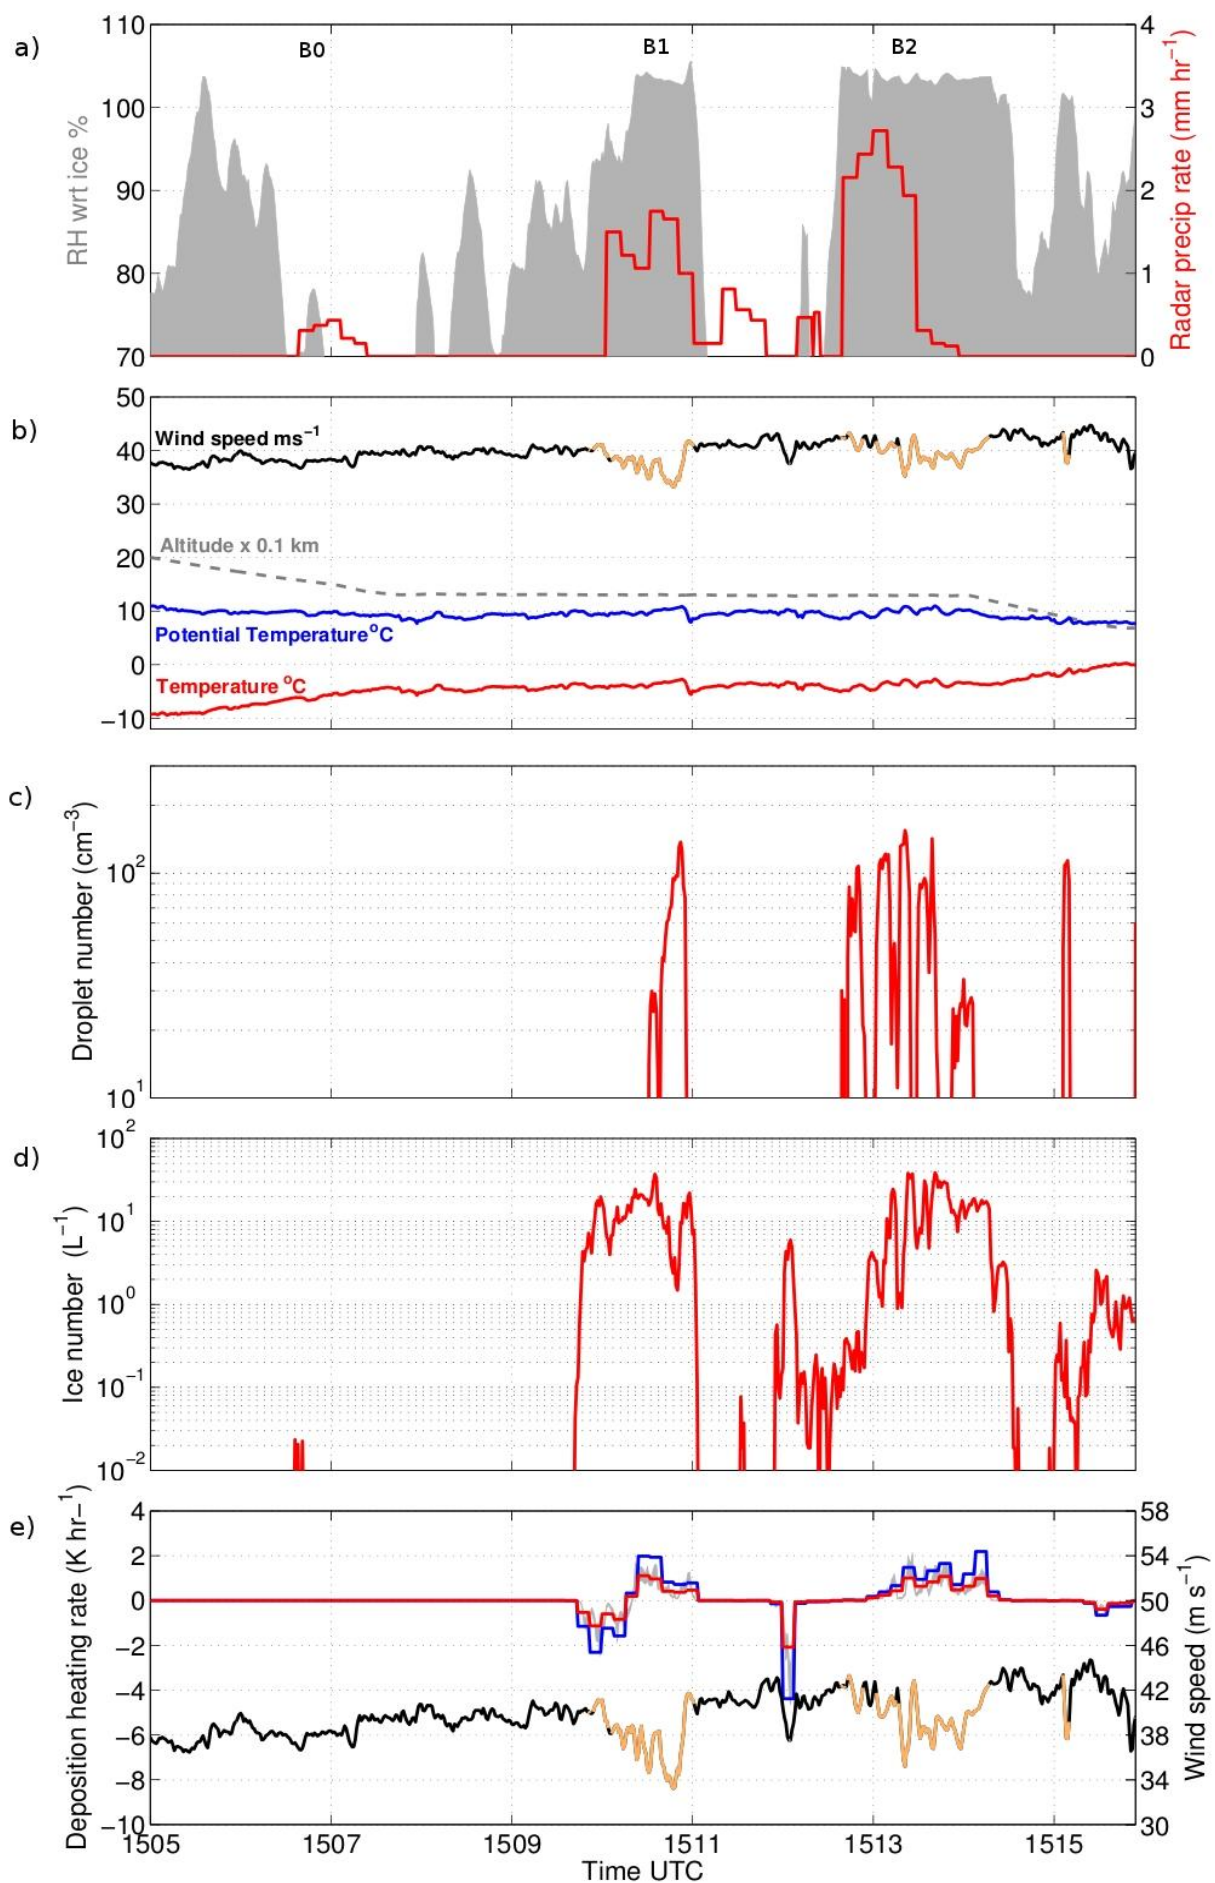 a)
110
100
90
80
70
RH wrt ice %
B0
B1
B2
4
3
2
1
0
Radar precip rate (mm hr⁻¹)
b)
50
40
30
20
10
0
−10
Wind speed ms⁻¹
Altitude x 0.1 km
Potential Temperature °C
Temperature °C
c)
10²
10¹
Droplet number (cm⁻³)
d)
10²
10¹
10⁰
10⁻¹
10⁻²
Ice number (L⁻¹)
e)
4
2
0
−2
−4
−6
−8
−10
Deposition heating rate (K hr−¹)
58
54
50
46
42
38
34
30
Wind speed (m s⁻¹)
1505
1507
1509
1511
1513
1515
Time UTC